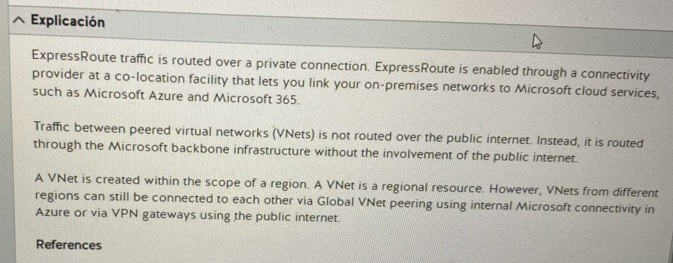 Explicación
ExpressRoute traffic is routed over a private connection. ExpressRoute is enabled through a connectivity
provider at a co-location facility that lets you link your on-premises networks to Microsoft cloud services,
such as Microsoft Azure and Microsoft 365.
Traffic between peered virtual networks (VNets) is not routed over the public internet. Instead, it is routed
through the Microsoft backbone infrastructure without the involvement of the public internet.
A VNet is created within the scope of a region. A VNet is a regional resource. However, VNets from different
regions can still be connected to each other via Global VNet peering using internal Microsoft connectivity in
Azure or via VPN gateways using the public internet.
References